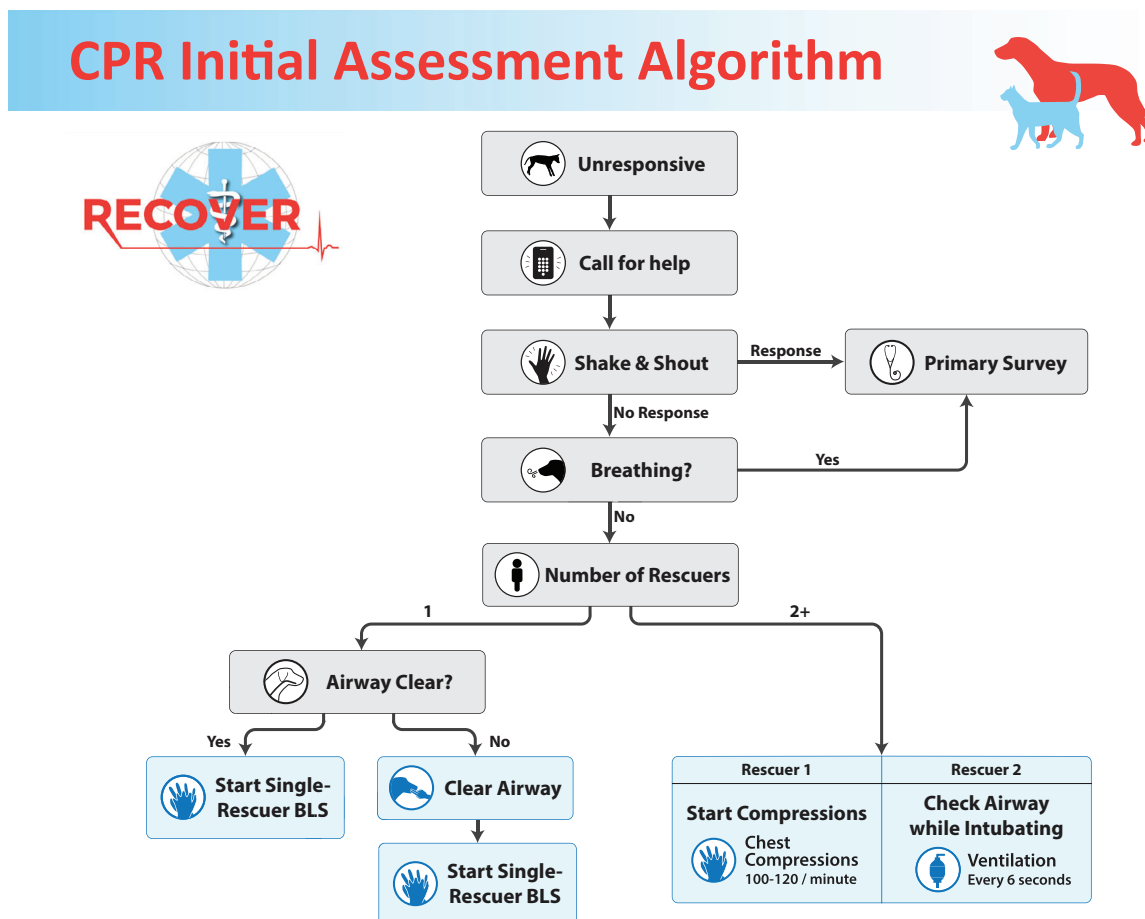 CPR Initial Assessment Algorithm
RECOVER
Unresponsive
Call for help
Shake & Shout
Response
Primary Survey
No Response
Breathing?
Yes
No
Number of Rescuers
1
2+
Airway Clear?
Yes
No
Start Single-
Rescuer BLS
Clear Airway
Start Single-
Rescuer BLS
Rescuer 1
Start Compressions
Chest
Compressions
100-120 / minute
Rescuer 2
Check Airway
while Intubating
Ventilation
Every 6 seconds